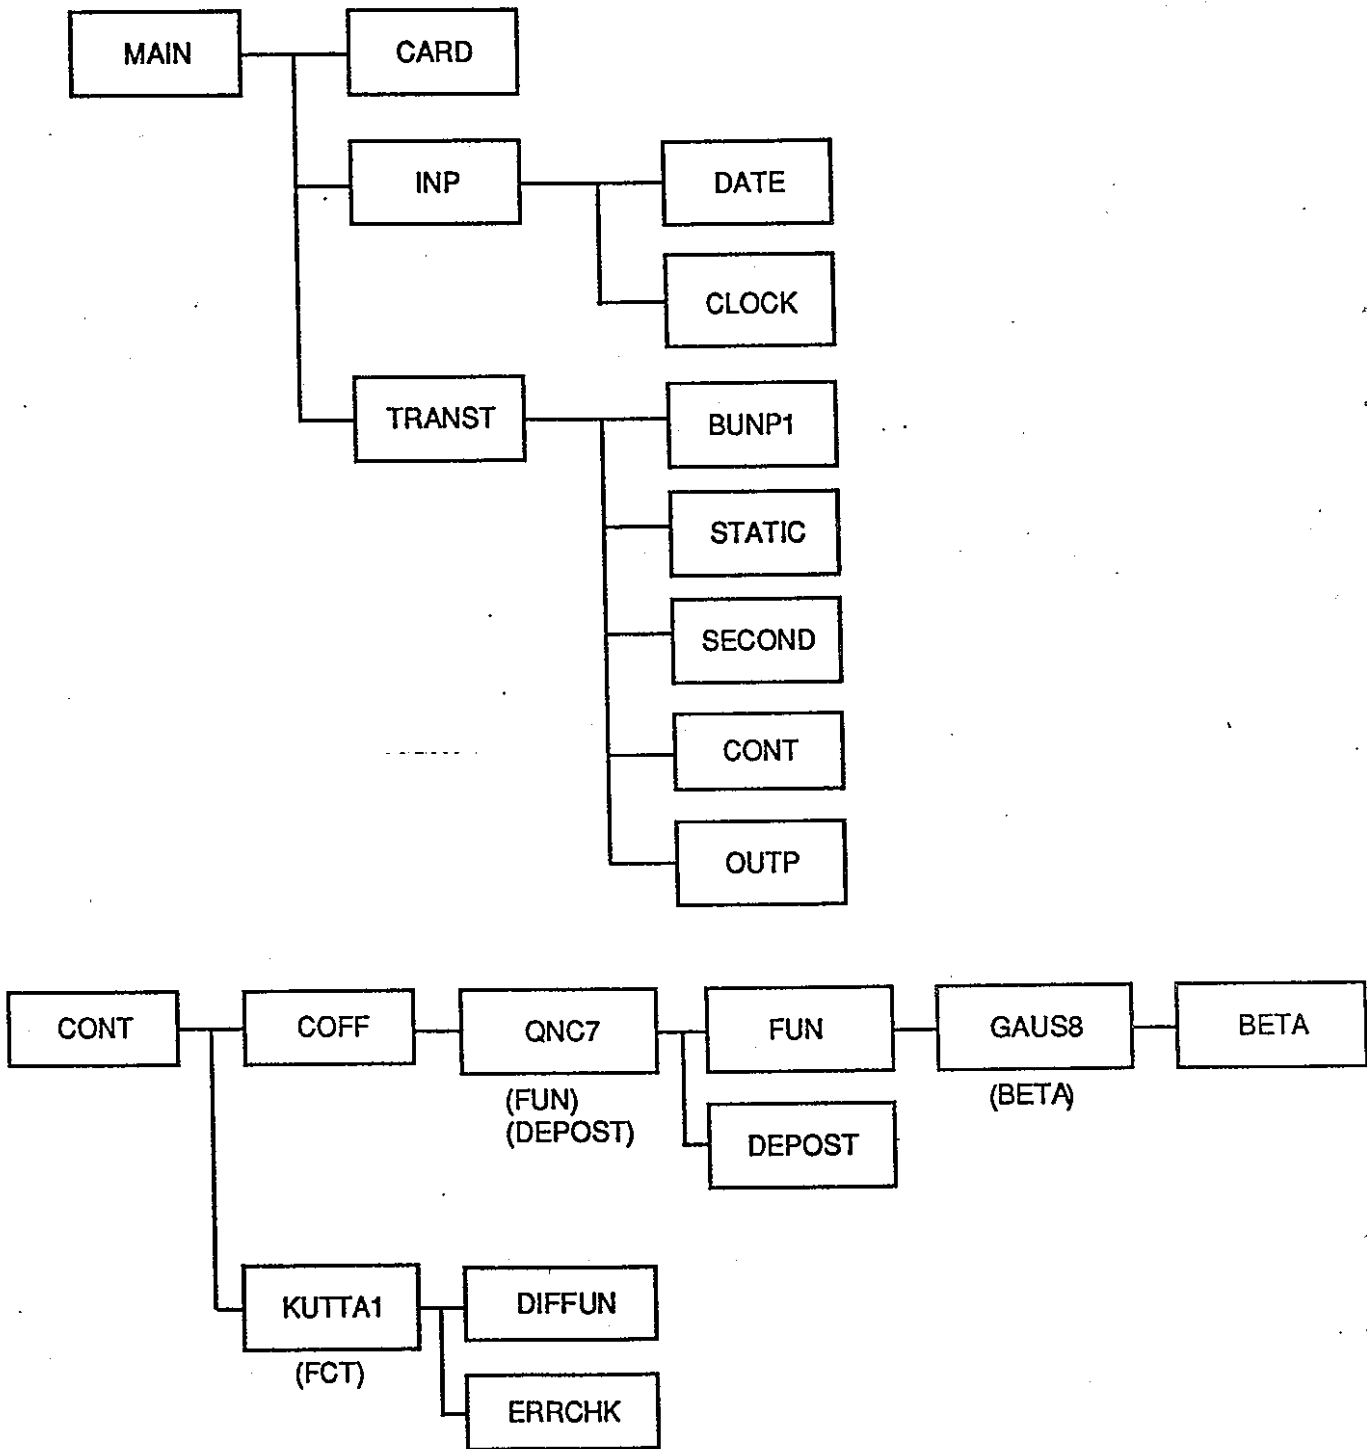 MAIN
CARD
INP
DATE
CLOCK
TRANST
BUNP1
STATIC
SECOND
CONT
OUTP
CONT
COFF
QNC7
FUN
GAUS8
BETA
(FUN)
(DEPOST)
(BETA)
DEPOST
KUTTA1
DIFFUN
(FCT)
ERRCHK